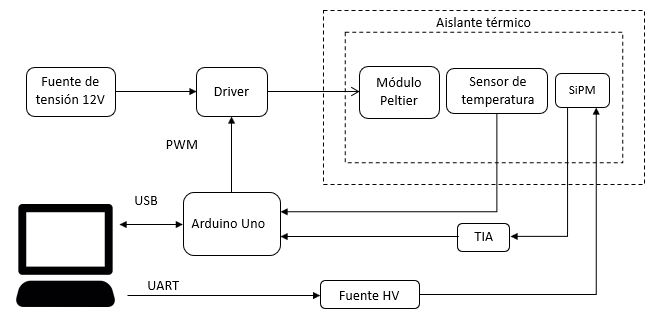 Aislante térmico
Fuente de
tensión 12V
Driver
Módulo
Peltier
Sensor de
temperatura
SiPM
PWM
USB
Arduino Uno
TIA
UART
Fuente HV